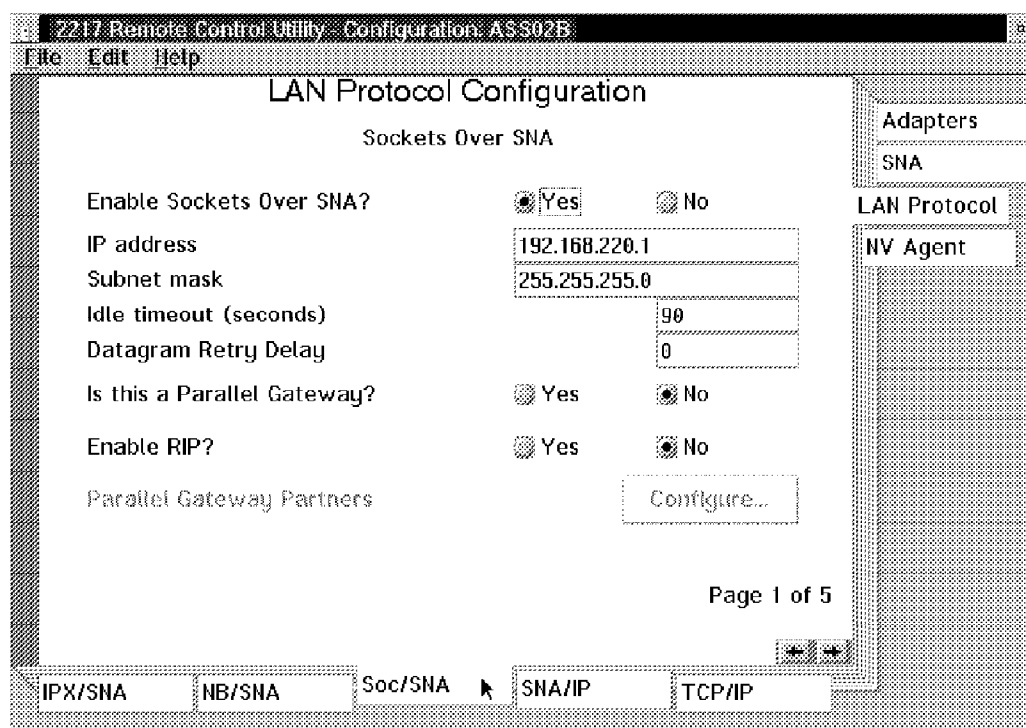 2217 Remote Control Utility - Configuration: ASS02B
File Edit Help
LAN Protocol Configuration
Sockets Over SNA
Adapters
SNA
LAN Protocol
NV Agent
Enable Sockets Over SNA? Yes No
IP address 192.168.220.1
Subnet mask 255.255.255.0
Idle timeout (seconds) 90
Datagram Retry Delay 0
Is this a Parallel Gateway? Yes No
Enable RIP? Yes No
Parallel Gateway Partners Configure...
Page 1 of 5
IPX/SNA NB/SNA Soc/SNA SNA/IP TCP/IP